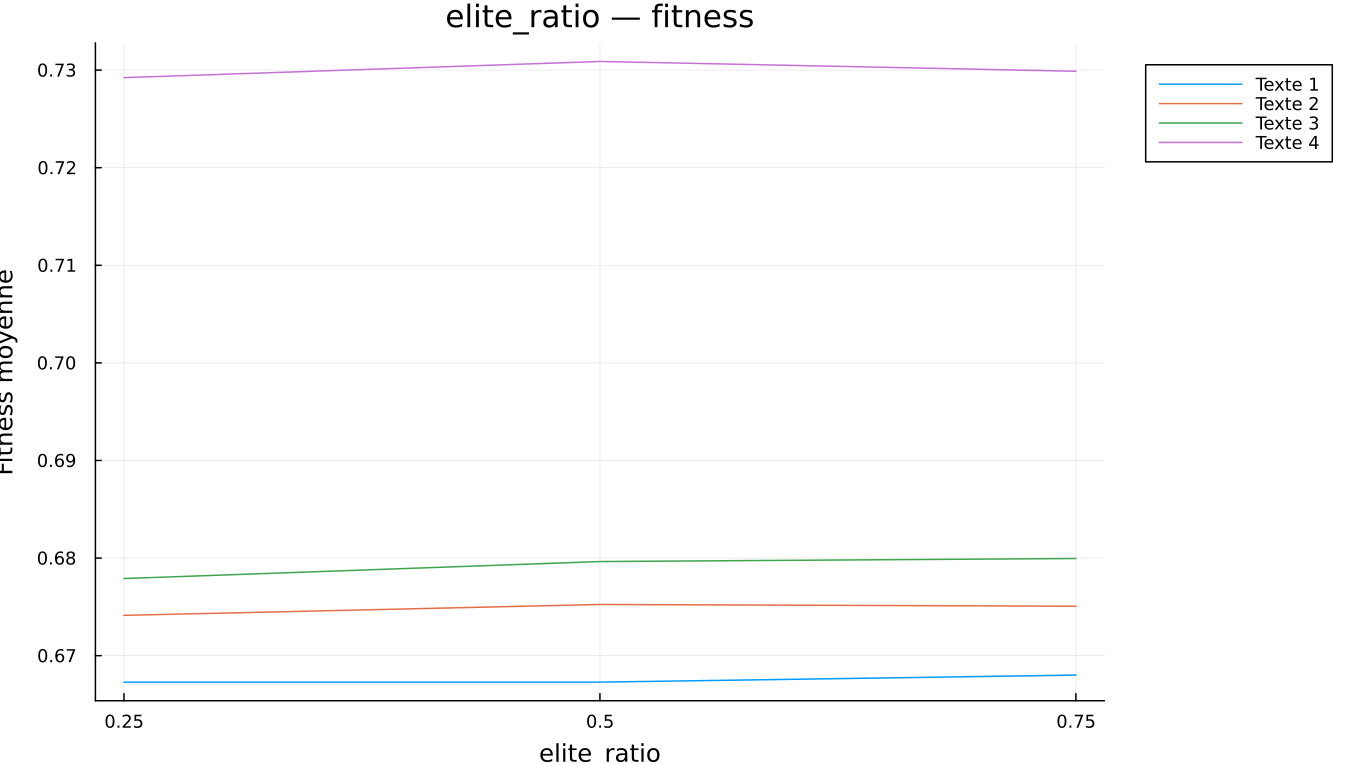 elite_ratio — fitness
Fitness moyenne
0.73
0.72
0.71
0.70
0.69
0.68
0.67
0.25
0.5
0.75
elite_ratio
Texte 1
Texte 2
Texte 3
Texte 4